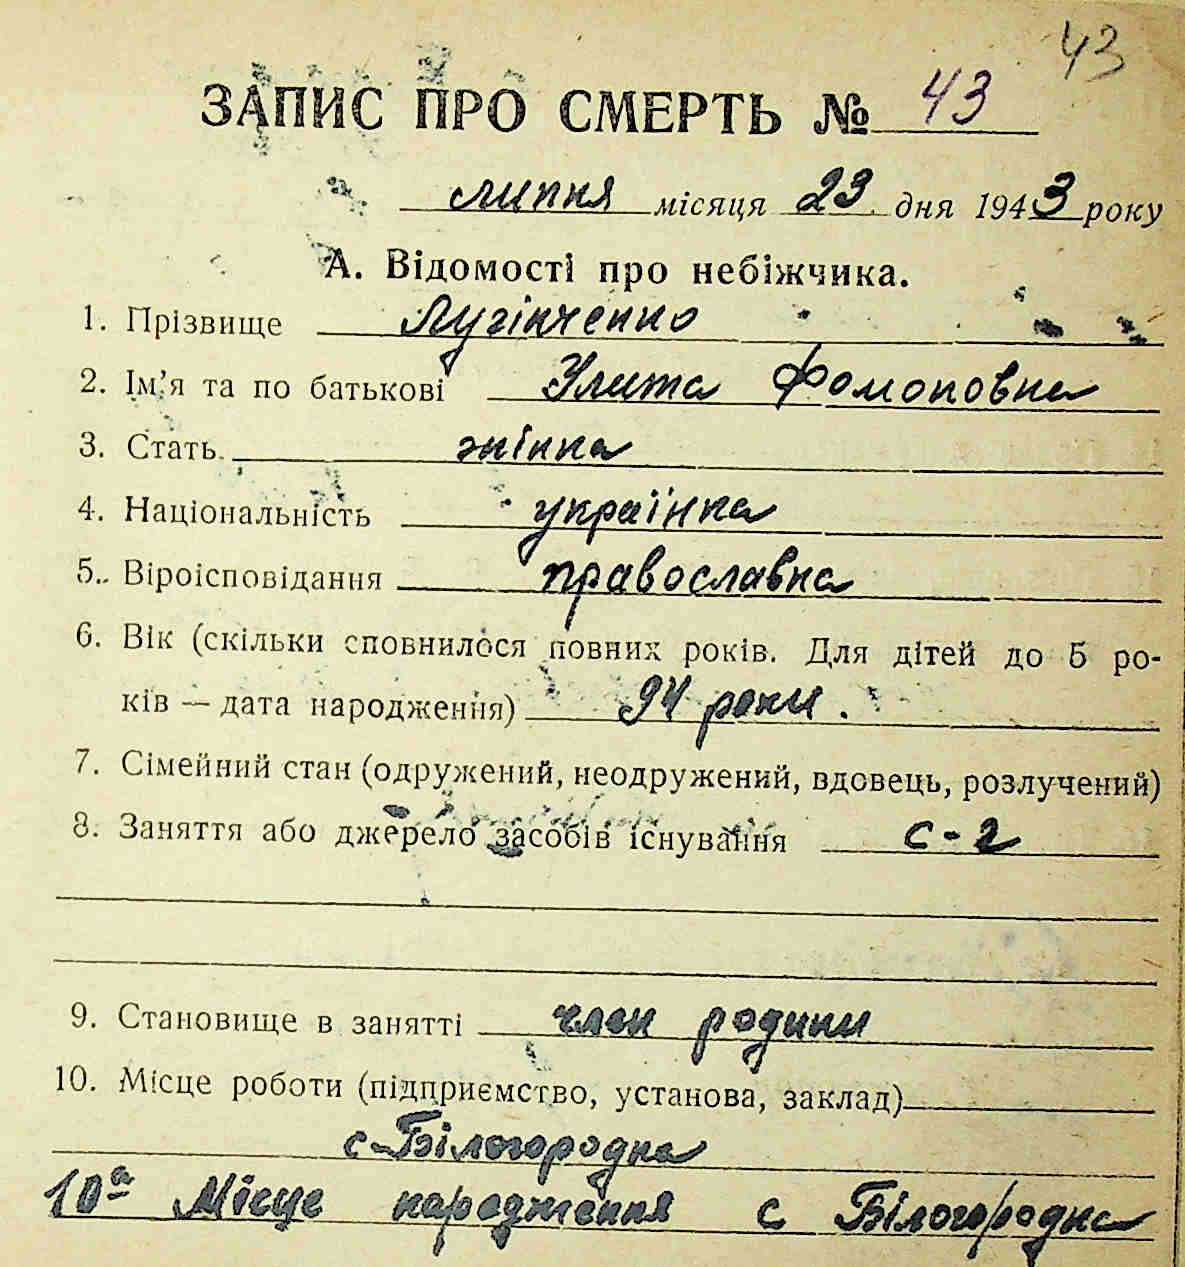 43
ЗАПИС ПРО СМЕРТЬ № 43
липня місяця 23 дня 1943 року
А. Відомості про небіжчика.
1. Прізвище Лугінченно
2. Ім'я та по батькові Улита Фомоповна
3. Стать жінка
4. Національність українка
5. Віроісповідання православна
6. Вік (скільки сповнилося повних років. Для дітей до 5 ро-
ків — дата народження) 94 роки.
7. Сімейний стан (одружений, неодружений, вдовець, розлучений)
8. Заняття або джерело засобів існування с-г
9. Становище в занятті член родини
10. Місце роботи (підприємство, установа, заклад)
с-Білогородка
10а Місце народження с Білогородка